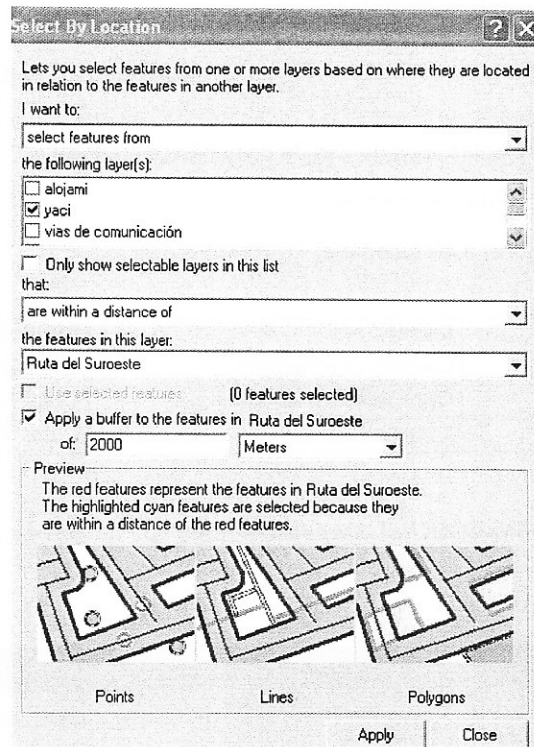 Select By Location
Lets you select features from one or more layers based on where they are located
in relation to the features in another layer.
I want to:
select features from
the following layer(s):
alojami
yaci
vias de comunicación
Only show selectable layers in this list
that:
are within a distance of
the features in this layer:
Ruta del Suroeste
Use selected features (0 features selected)
Apply a buffer to the features in Ruta del Suroeste
of: 2000 Meters
Preview
The red features represent the features in Ruta del Suroeste.
The highlighted cyan features are selected because they
are within a distance of the red features.
Points Lines Polygons
Apply Close